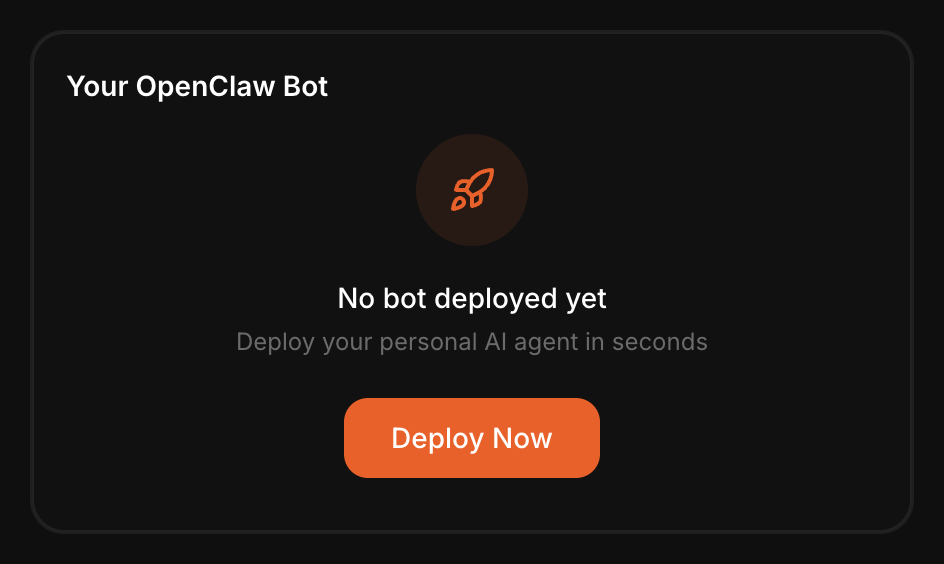 Your OpenClaw Bot
No bot deployed yet
Deploy your personal AI agent in seconds
Deploy Now